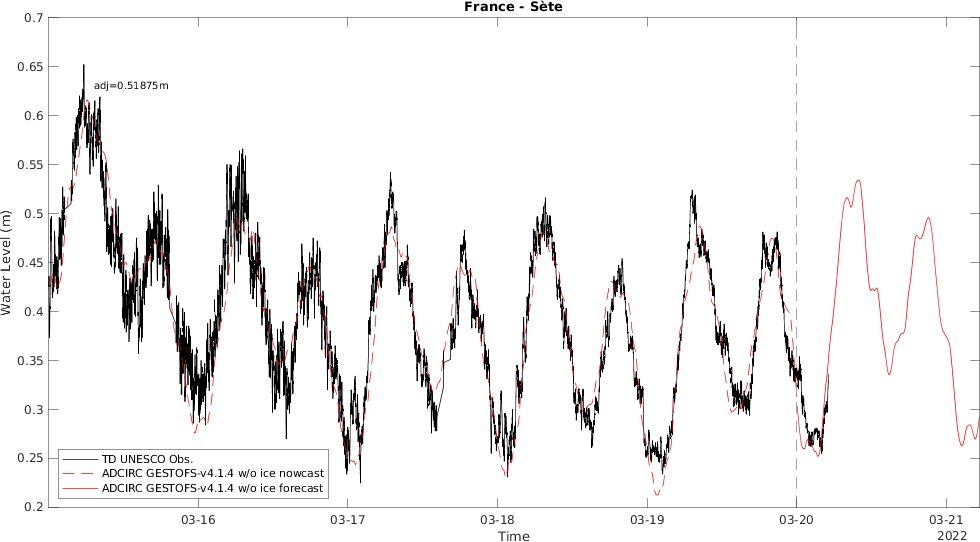 France - Sète
0.7
0.65
0.6
0.55
0.5
0.45
0.4
0.35
0.3
0.25
0.2
Water Level (m)
adj=0.51875m
TD UNESCO Obs.
ADCIRC GESTOFS-v4.1.4 w/o ice nowcast
ADCIRC GESTOFS-v4.1.4 w/o ice forecast
03-16
03-17
03-18
03-19
03-20
03-21
Time
2022